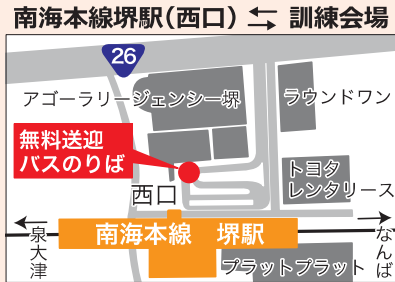 南海本線堺駅(西口) ⇆ 訓練会場
26
アゴーラリージェンシー堺
ラウンドワン
無料送迎
バスのりば
トヨタ
レンタリース
西口
泉大津
南海本線 堺駅
なんば
プラットプラット